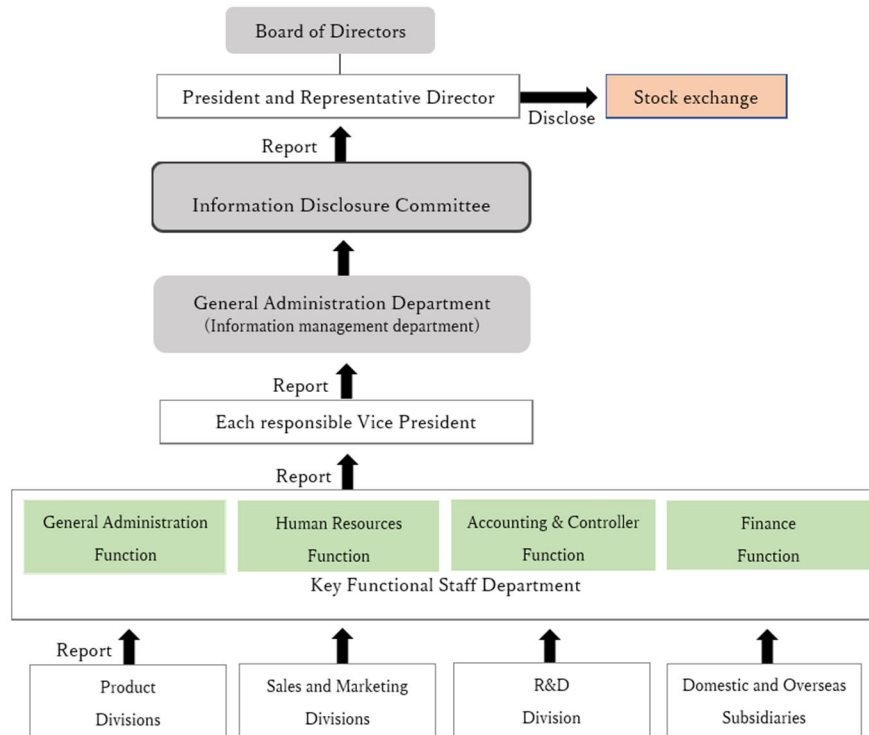 Board of Directors
President and Representative Director
Stock exchange
Disclose
Report
Information Disclosure Committee
General Administration Department
(Information management department)
Report
Each responsible Vice President
Report
General Administration
Function
Human Resources
Function
Accounting & Controller
Function
Finance
Function
Key Functional Staff Department
Report
Product
Divisions
Sales and Marketing
Divisions
R&D
Division
Domestic and Overseas
Subsidiaries